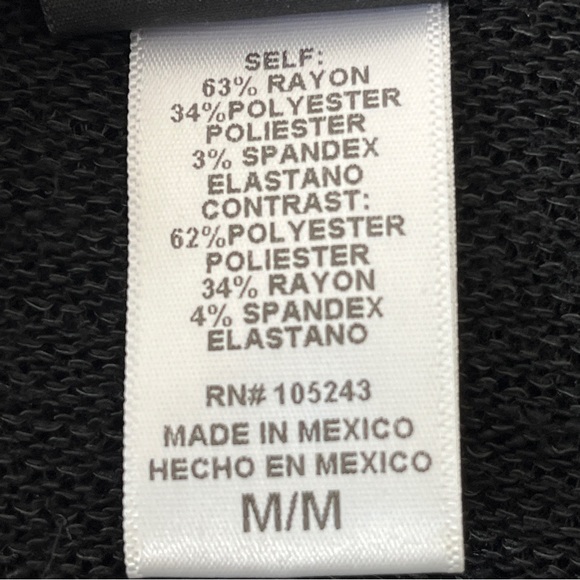 SELF:
63% RAYON
34%POLYESTER
POLIESTER
3% SPANDEX
ELASTANO
CONTRAST:
62%POLYESTER
POLIESTER
34% RAYON
4% SPANDEX
ELASTANO
RN# 105243
MADE IN MEXICO
HECHO EN MEXICO
M/M